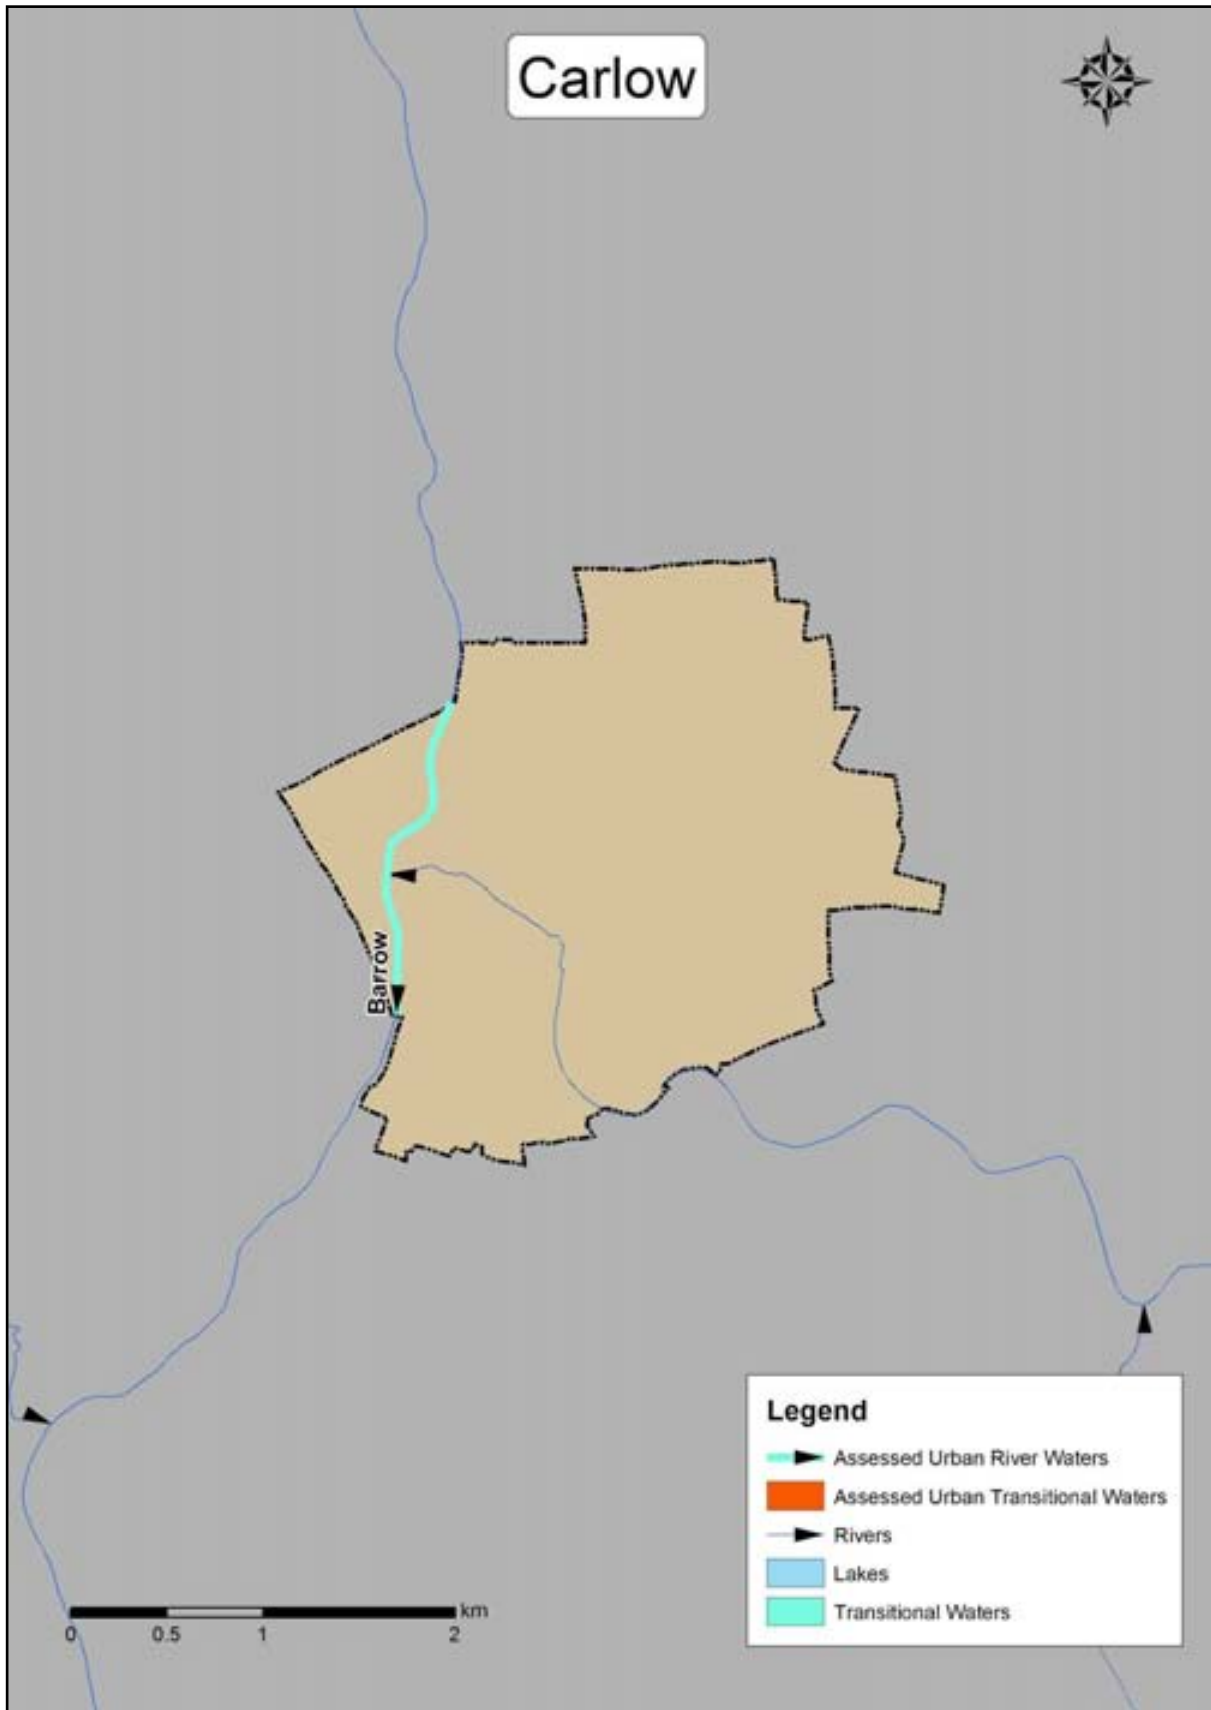 Carlow
Barrow
Legend
Assessed Urban River Waters
Assessed Urban Transitional Waters
Rivers
Lakes
Transitional Waters
km
0 0.5 1 2